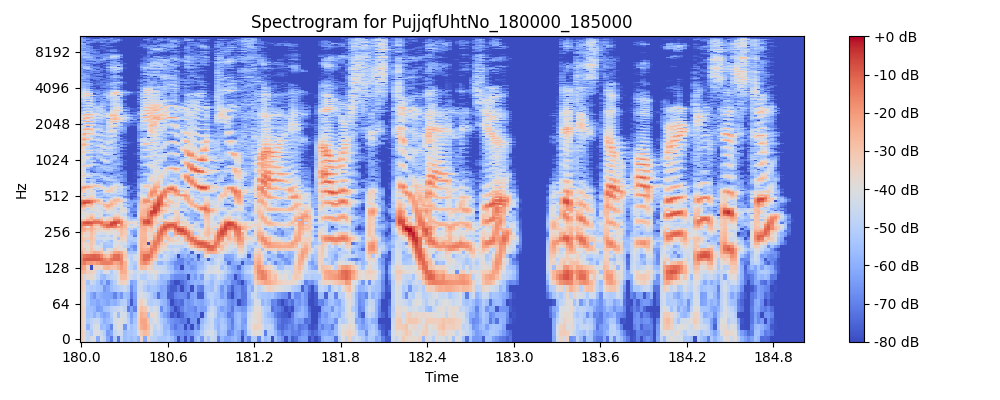 Spectrogram for PujjqfUhtNo_180000_185000
8192
4096
2048
1024
512
256
128
64
0
Hz
180.0 180.6 181.2 181.8 182.4 183.0 183.6 184.2 184.8
Time
+0 dB
-10 dB
-20 dB
-30 dB
-40 dB
-50 dB
-60 dB
-70 dB
-80 dB